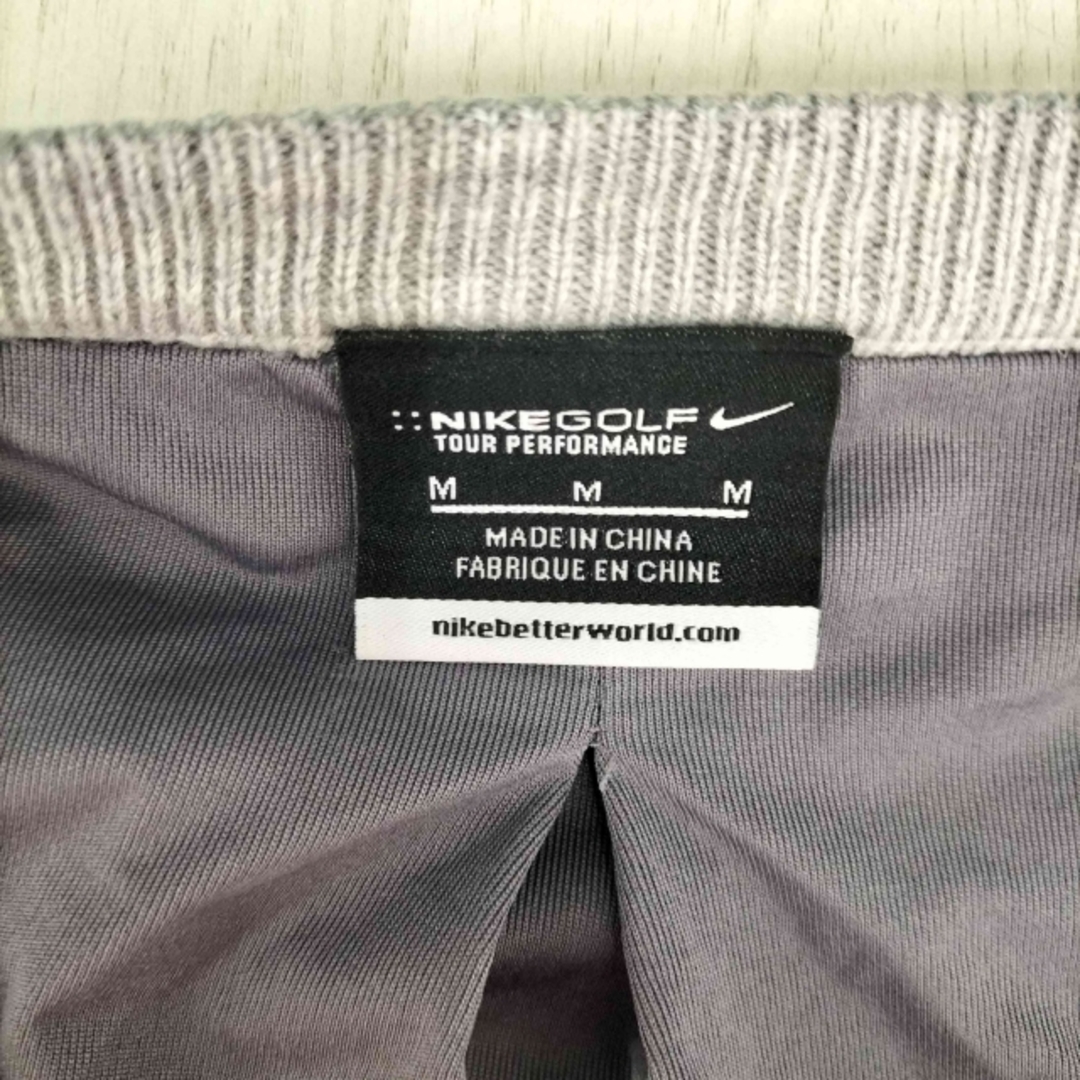 NIKEGOLF
TOUR PERFORMANCE
M M M
MADE IN CHINA
FABRIQUE EN CHINE
nikebetterworld.com